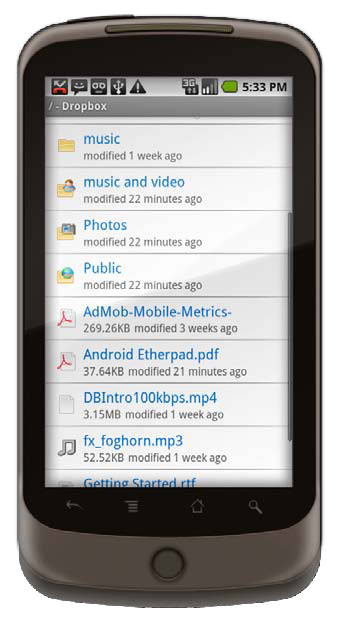 3G 5:33 PM
/ - Dropbox
music
modified 1 week ago
music and video
modified 22 minutes ago
Photos
modified 22 minutes ago
Public
modified 22 minutes ago
AdMob-Mobile-Metrics-
269.26KB modified 3 weeks ago
Android Etherpad.pdf
37.64KB modified 21 minutes ago
DBIntro100kbps.mp4
3.15MB modified 1 week ago
fx_foghorn.mp3
52.52KB modified 1 week ago
Getting Started.rtf